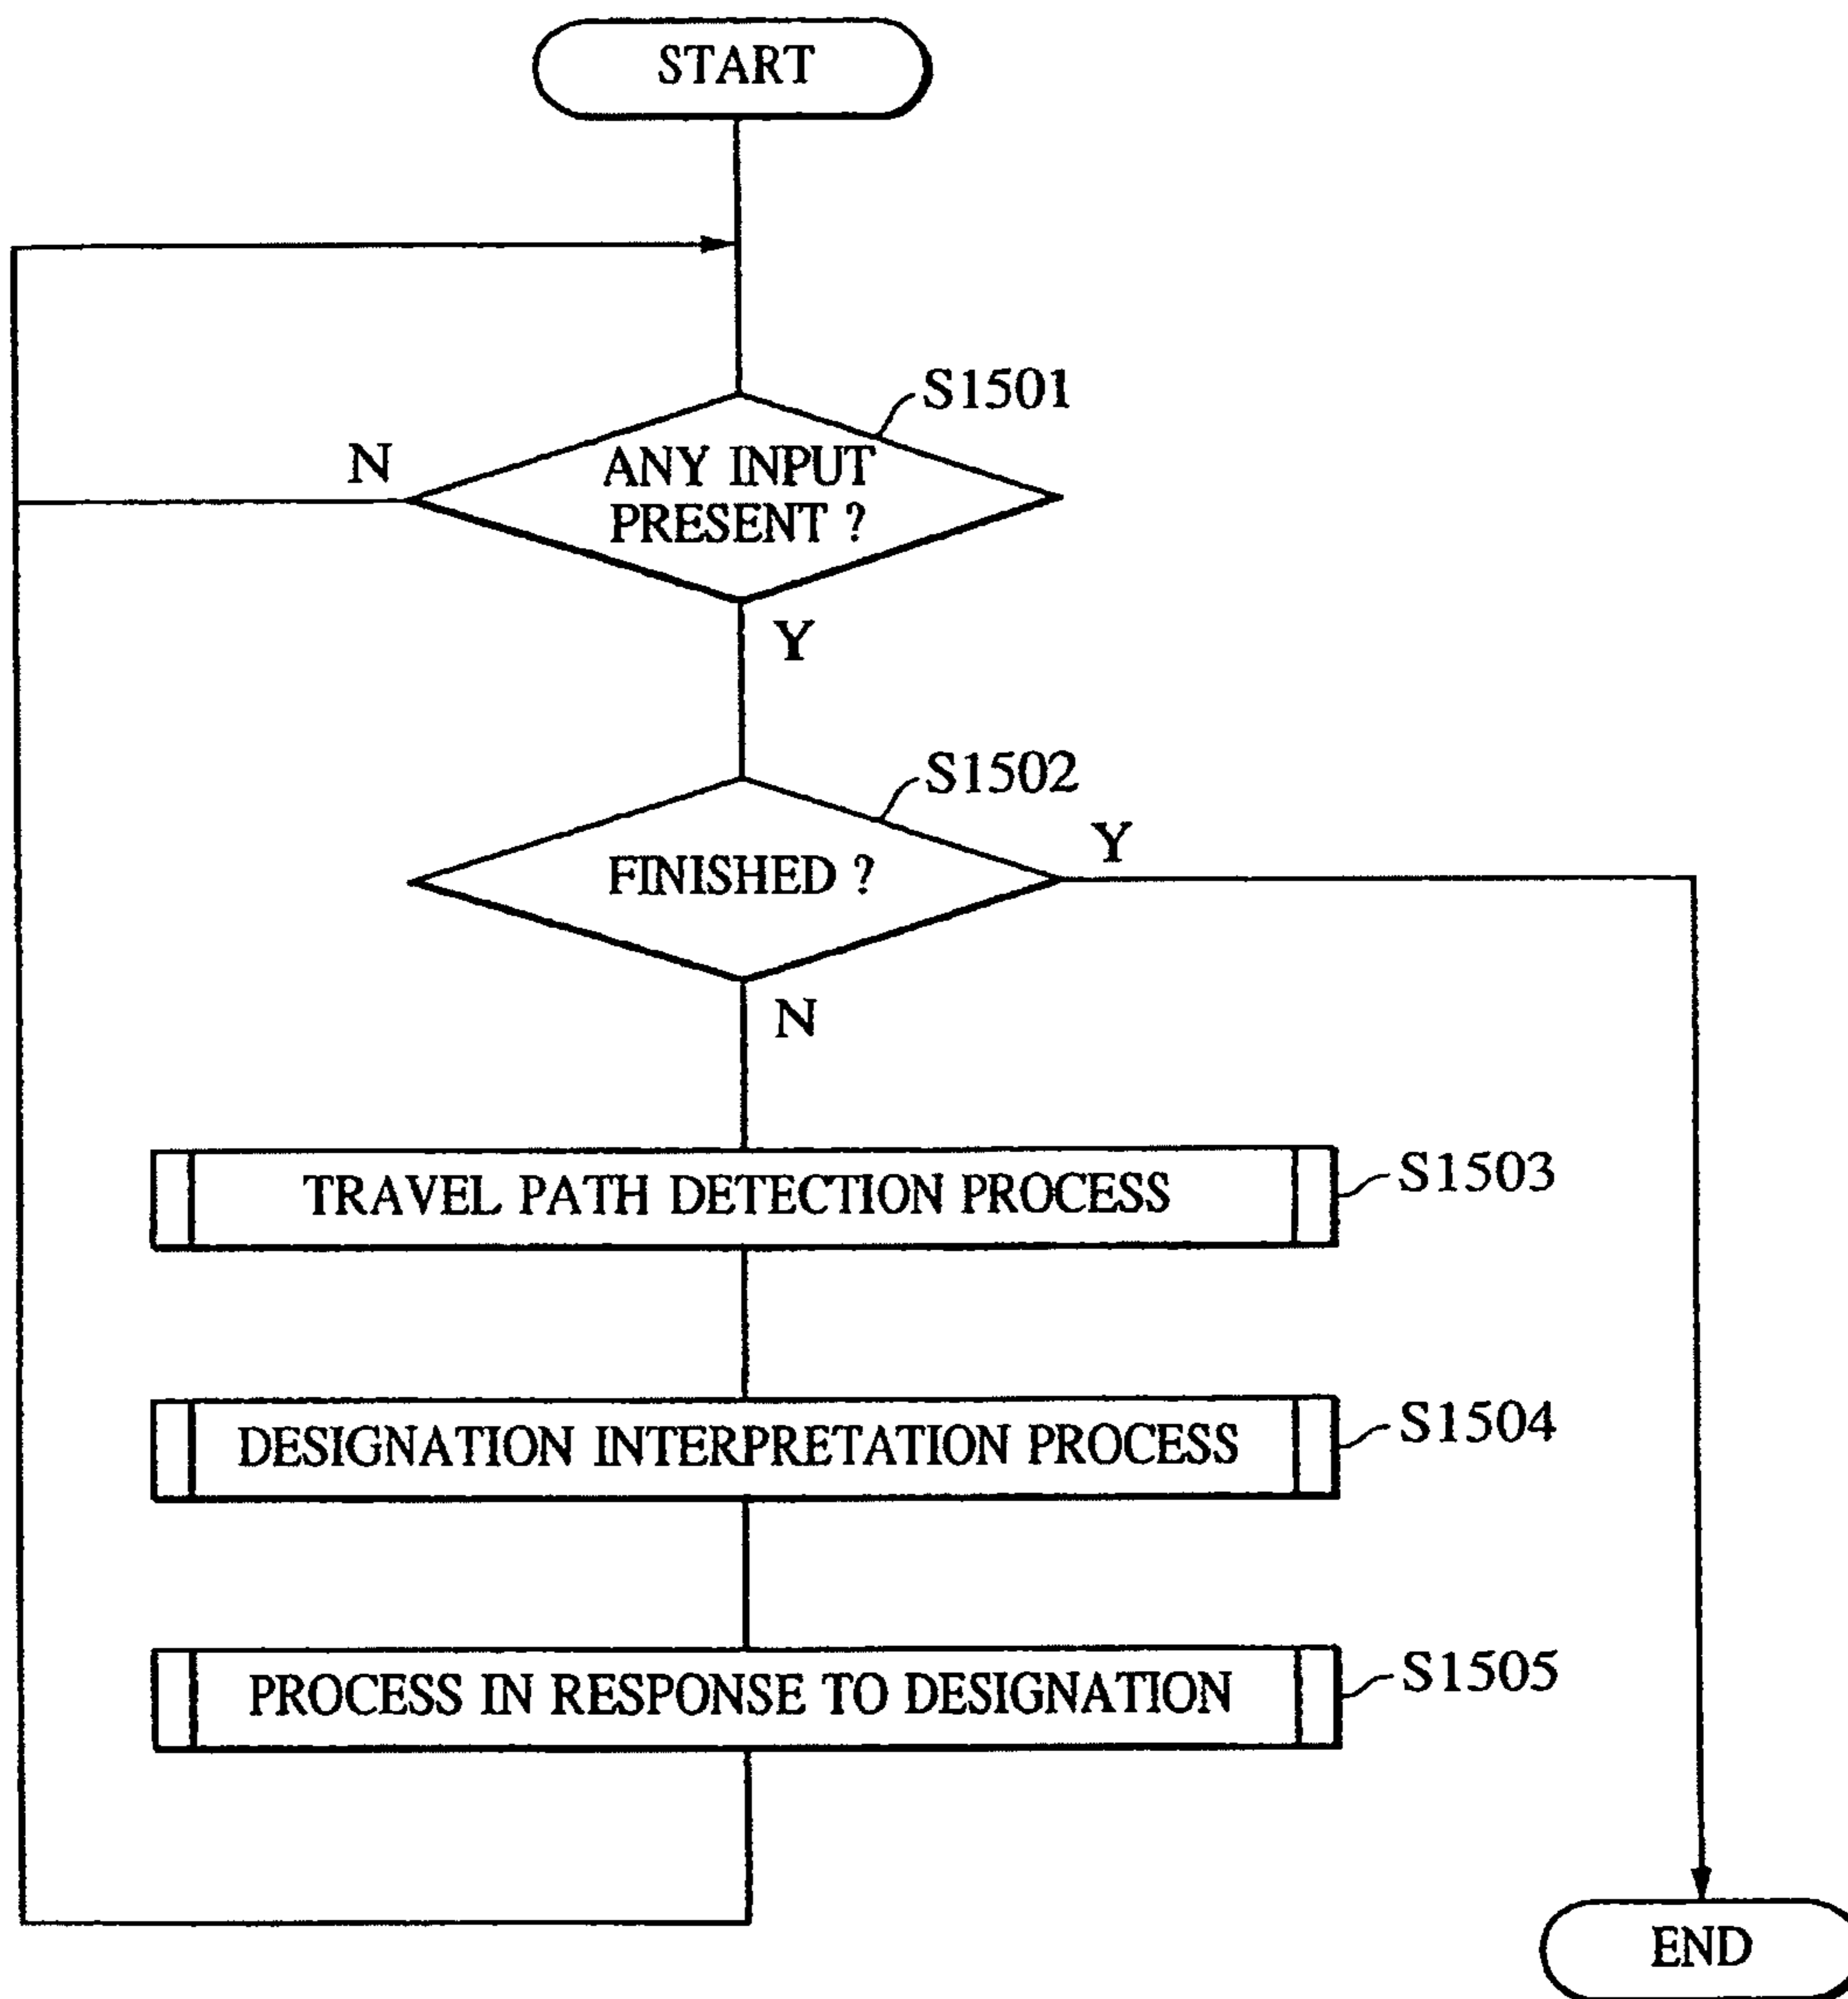 START
S1501
N
ANY INPUT
PRESENT ?
Y
S1502
Y
FINISHED ?
N
TRAVEL PATH DETECTION PROCESS
S1503
DESIGNATION INTERPRETATION PROCESS
S1504
PROCESS IN RESPONSE TO DESIGNATION
S1505
END